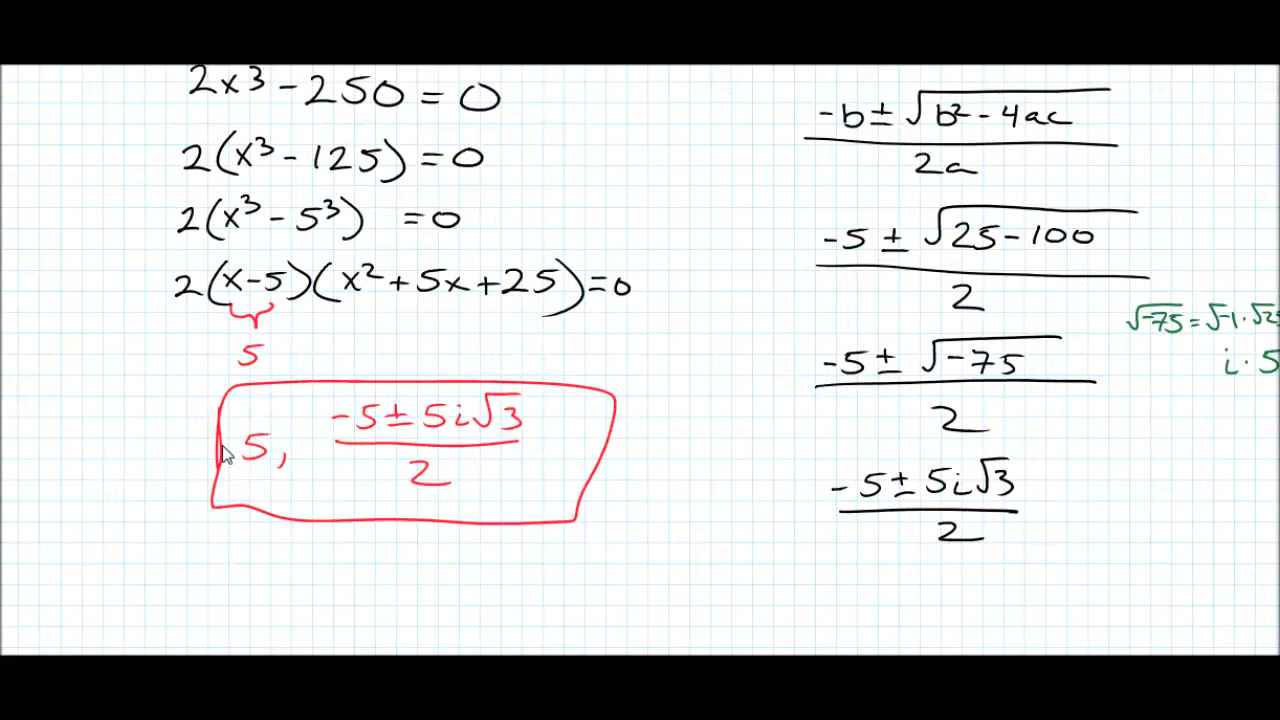 2x³ - 250 = 0
2(x³ - 125) = 0
2(x³ - 5³) = 0
2(x-5)(x² + 5x + 25) = 0
5
5, (-5 ± 5i√3)/2
(-b ± √(b² - 4ac))/2a
(-5 ± √(25 - 100))/2
(-5 ± √(-75))/2
(-5 ± 5i√3)/2
√-75 = √-1 · √2
i · 5